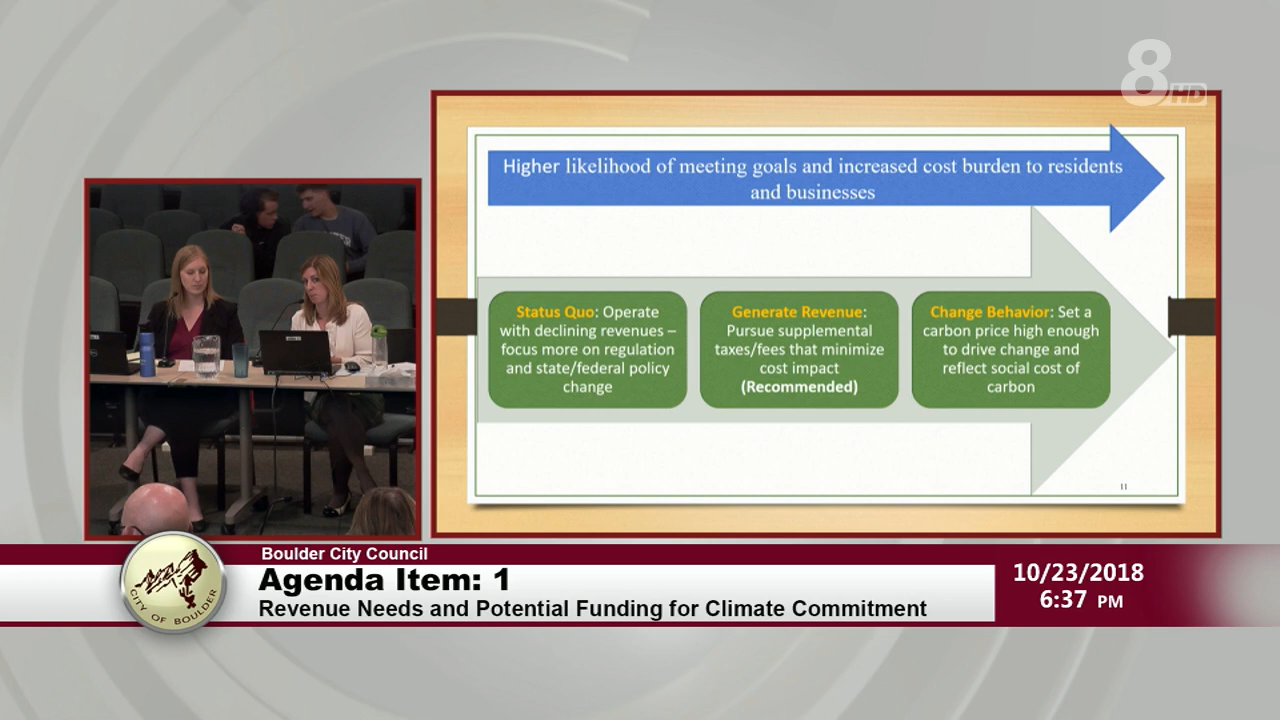 8
HD
Higher likelihood of meeting goals and increased cost burden to residents
and businesses
Status Quo: Operate
with declining revenues –
focus more on regulation
and state/federal policy
change
Generate Revenue:
Pursue supplemental
taxes/fees that minimize
cost impact
(Recommended)
Change Behavior: Set a
carbon price high enough
to drive change and
reflect social cost of
carbon
11
Boulder City Council
Agenda Item: 1
Revenue Needs and Potential Funding for Climate Commitment
10/23/2018
6:37 PM
CITY OF BOULDER